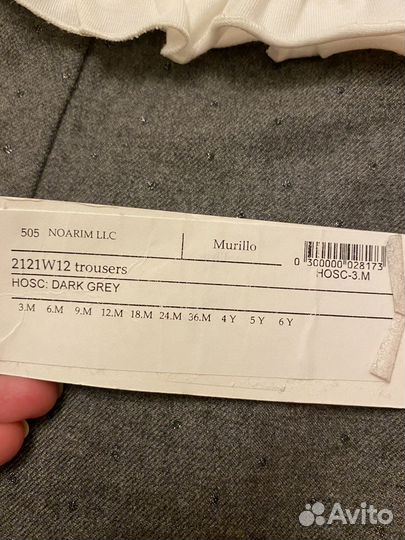 505 NOARIM LLC
Murillo
0 300000 028173
HOSC-3.M
2121W12 trousers
HOSC: DARK GREY
3.M 6.M 9.M 12.M 18.M 24.M 36.M 4 Y 5 Y 6 Y
Avito